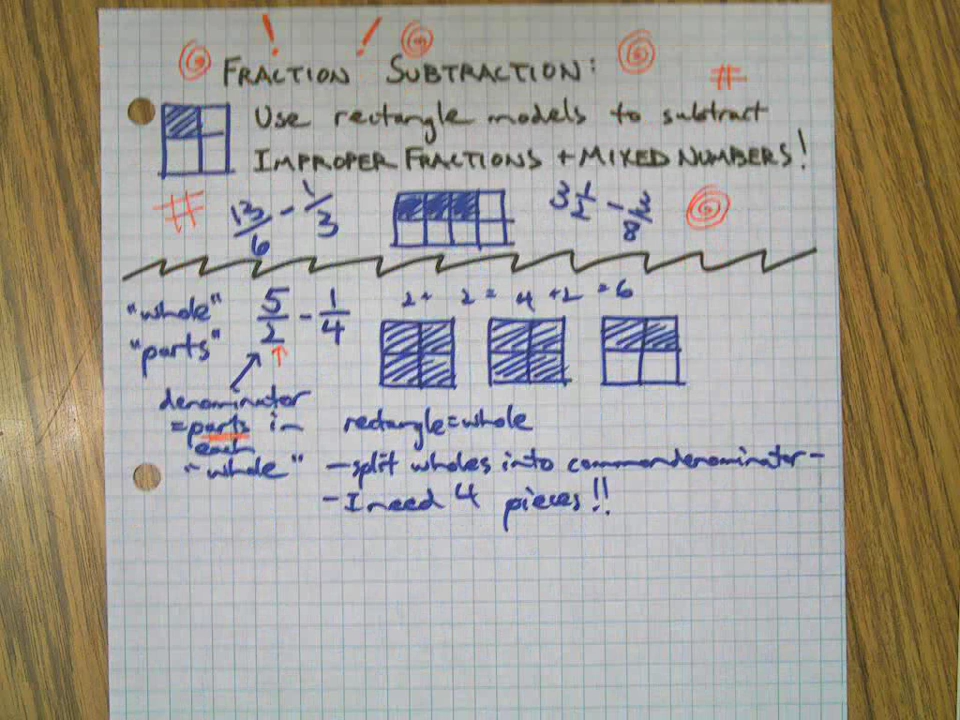 FRACTION SUBTRACTION:
Use rectangle models to subtract
IMPROPER FRACTIONS + MIXED NUMBERS!
13/6 - 1/3
3 1/2 - 3/8
"whole"
"parts"
5/2 - 1/4
2+ 2 = 4 +2 = 6
denominator
=parts in
each
"whole"
rectangle=whole
-split wholes into common denominator-
-I need 4 pieces!!